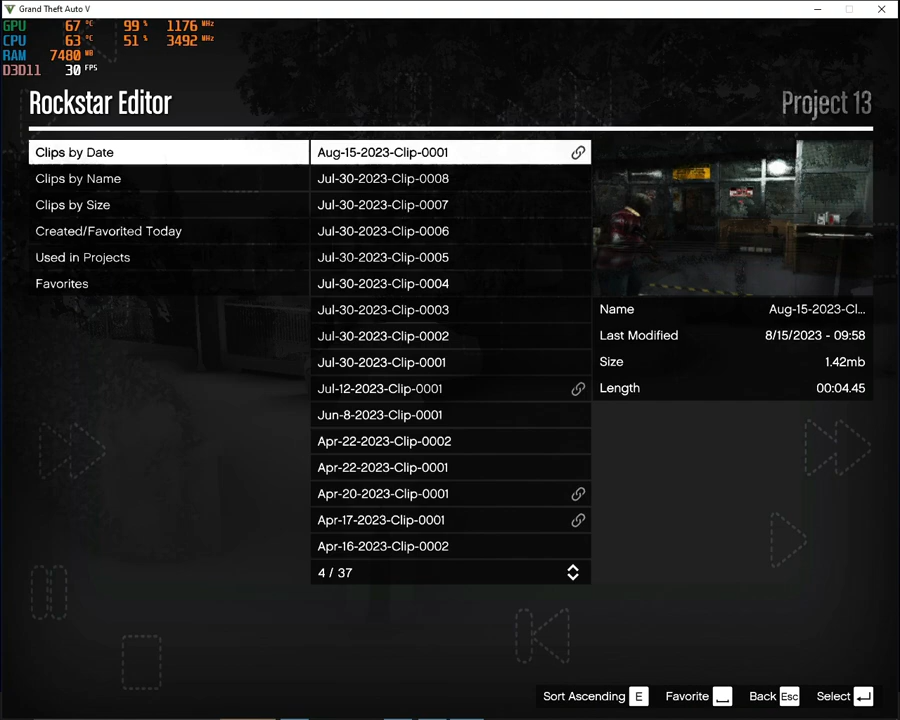 Grand Theft Auto V
GPU 67 °C 99 % 1176 MHz
CPU 63 °C 51 % 3492 MHz
RAM 7480 MB
D3D11 30 FPS
Rockstar Editor
Project 13
Clips by Date
Clips by Name
Clips by Size
Created/Favorited Today
Used in Projects
Favorites
Aug-15-2023-Clip-0001
Jul-30-2023-Clip-0008
Jul-30-2023-Clip-0007
Jul-30-2023-Clip-0006
Jul-30-2023-Clip-0005
Jul-30-2023-Clip-0004
Jul-30-2023-Clip-0003
Jul-30-2023-Clip-0002
Jul-30-2023-Clip-0001
Jul-12-2023-Clip-0001
Jun-8-2023-Clip-0001
Apr-22-2023-Clip-0002
Apr-22-2023-Clip-0001
Apr-20-2023-Clip-0001
Apr-17-2023-Clip-0001
Apr-16-2023-Clip-0002
4 / 37
Name Aug-15-2023-Cl...
Last Modified 8/15/2023 - 09:58
Size 1.42mb
Length 00:04.45
Sort Ascending E Favorite Back Esc Select